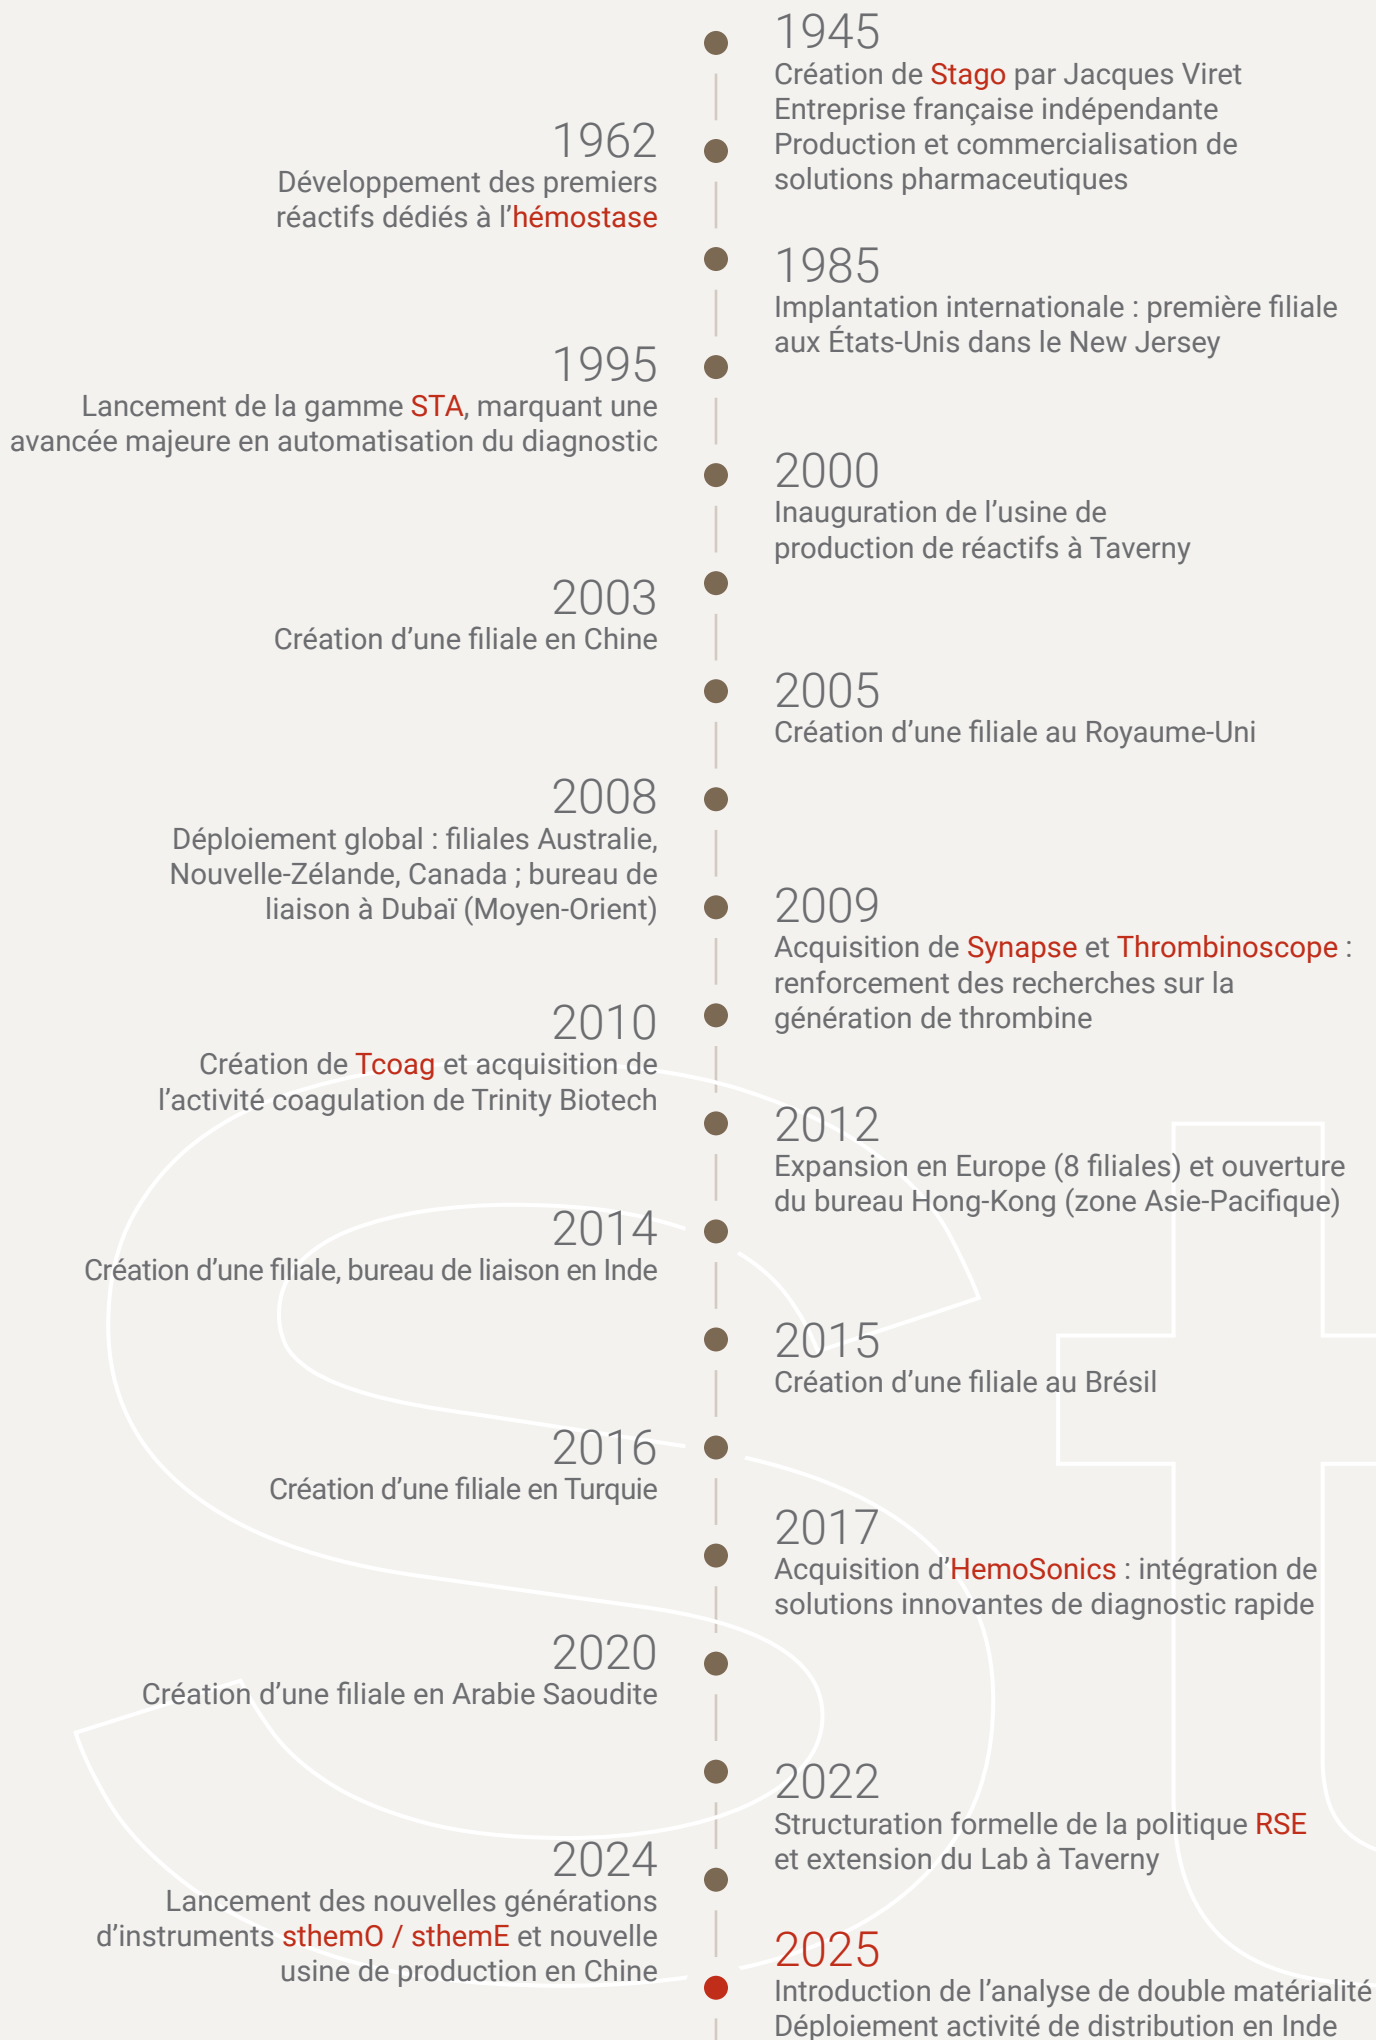 1945
Création de Stago par Jacques Viret
Entreprise française indépendante
Production et commercialisation de
solutions pharmaceutiques
1962
Développement des premiers
réactifs dédiés à l’hémostase
1985
Implantation internationale : première filiale
aux États-Unis dans le New Jersey
1995
Lancement de la gamme STA, marquant une
avancée majeure en automatisation du diagnostic
2000
Inauguration de l’usine de
production de réactifs à Taverny
2003
Création d’une filiale en Chine
2005
Création d’une filiale au Royaume-Uni
2008
Déploiement global : filiales Australie,
Nouvelle-Zélande, Canada ; bureau de
liaison à Dubaï (Moyen-Orient)
2009
Acquisition de Synapse et Thrombinoscope :
renforcement des recherches sur la
génération de thrombine
2010
Création de Tcoag et acquisition de
l’activité coagulation de Trinity Biotech
2012
Expansion en Europe (8 filiales) et ouverture
du bureau Hong-Kong (zone Asie-Pacifique)
2014
Création d’une filiale, bureau de liaison en Inde
2015
Création d’une filiale au Brésil
2016
Création d’une filiale en Turquie
2017
Acquisition d’HemoSonics : intégration de
solutions innovantes de diagnostic rapide
2020
Création d’une filiale en Arabie Saoudite
2022
Structuration formelle de la politique RSE
et extension du Lab à Taverny
2024
Lancement des nouvelles générations
d’instruments sthemO / sthemE et nouvelle
usine de production en Chine
2025
Introduction de l’analyse de double matérialité
Déploiement activité de distribution en Inde